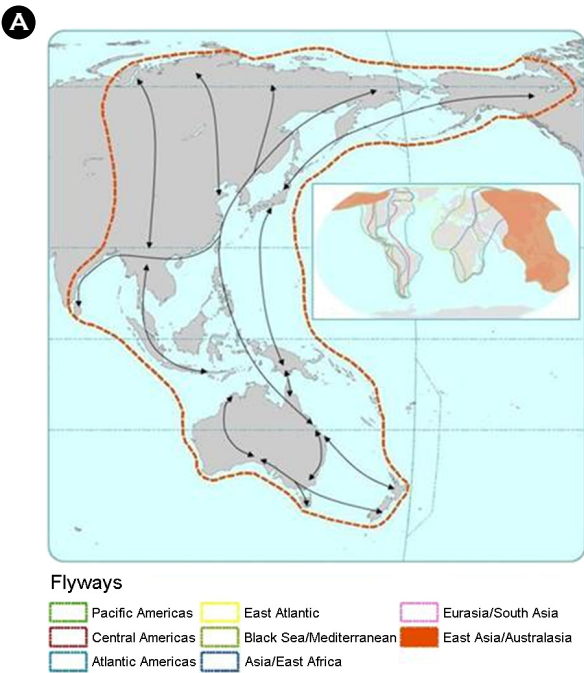 A
Flyways
Pacific Americas East Atlantic Eurasia/South Asia
Central Americas Black Sea/Mediterranean East Asia/Australasia
Atlantic Americas Asia/East Africa